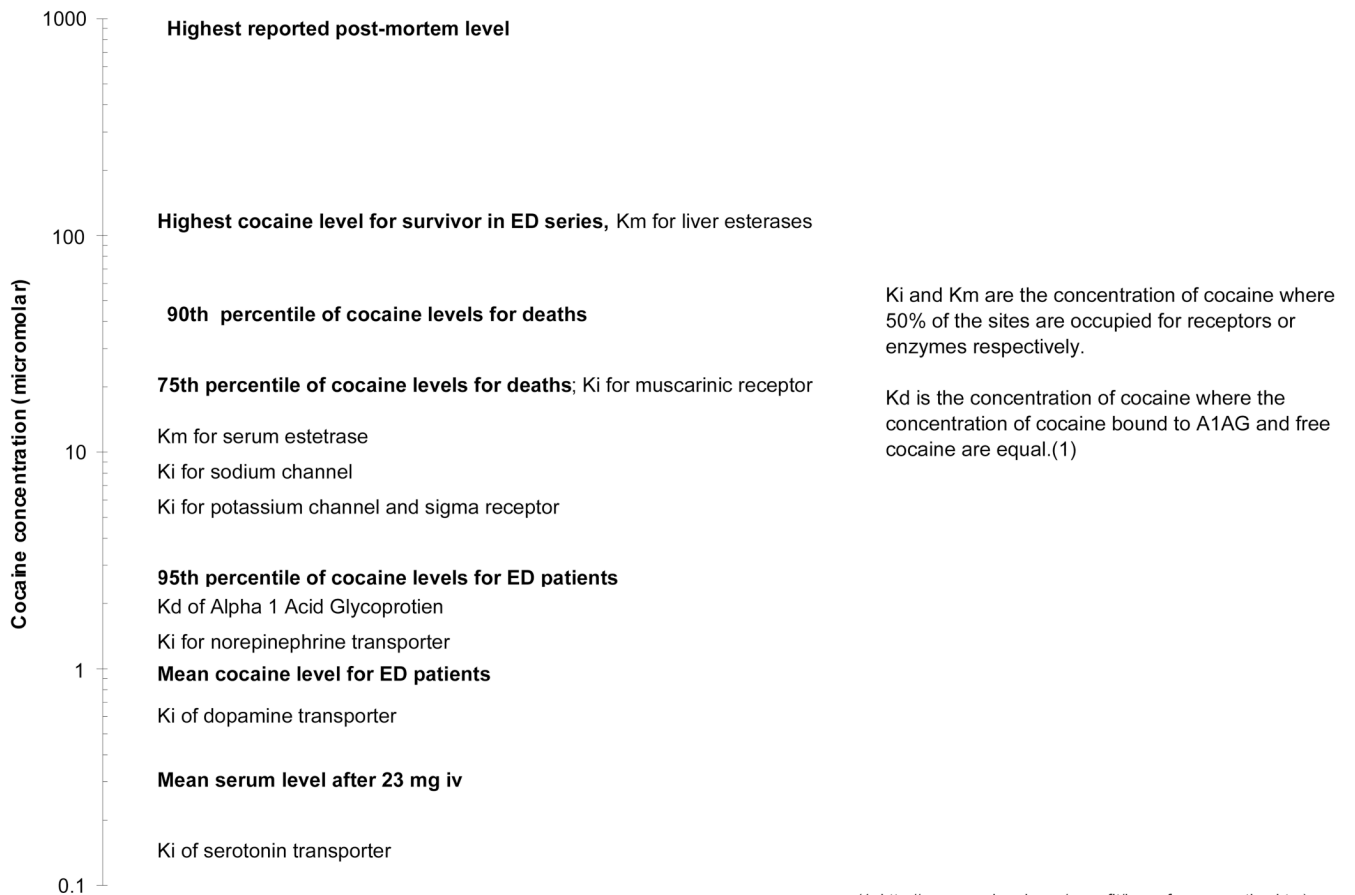 1000
Highest reported post-mortem level
Highest cocaine level for survivor in ED series, Km for liver esterases
100
Cocaine concentration (micromolar)
90th percentile of cocaine levels for deaths
75th percentile of cocaine levels for deaths; Ki for muscarinic receptor
Km for serum estetrase
10
Ki for sodium channel
Ki for potassium channel and sigma receptor
95th percentile of cocaine levels for ED patients
Kd of Alpha 1 Acid Glycoprotien
Ki for norepinephrine transporter
1
Mean cocaine level for ED patients
Ki of dopamine transporter
Mean serum level after 23 mg iv
Ki of serotonin transporter
0.1
Ki and Km are the concentration of cocaine where
50% of the sites are occupied for receptors or
enzymes respectively.
Kd is the concentration of cocaine where the
concentration of cocaine bound to A1AG and free
cocaine are equal.(1)